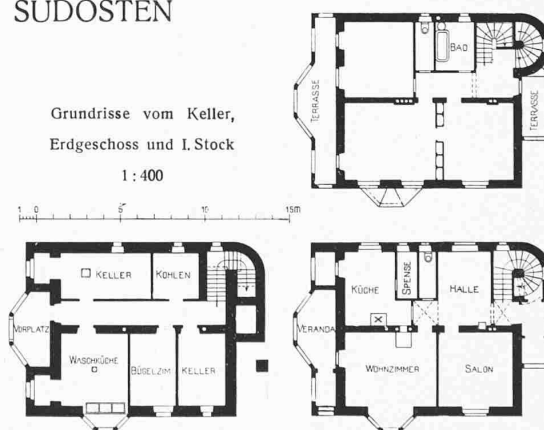 SÜDOSTEN
Grundrisse vom Keller,
Erdgeschoss und I. Stock
1 : 400
1 0 5 10 15m
TERRASSE
BAD
TERRASSE
KELLER
KOHLEN
VORPLATZ
WASCHKÜCHE
BÜGELZIM.
KELLER
KÜCHE
SPENSE
HALLE
VERANDA
WOHNZIMMER
SALON